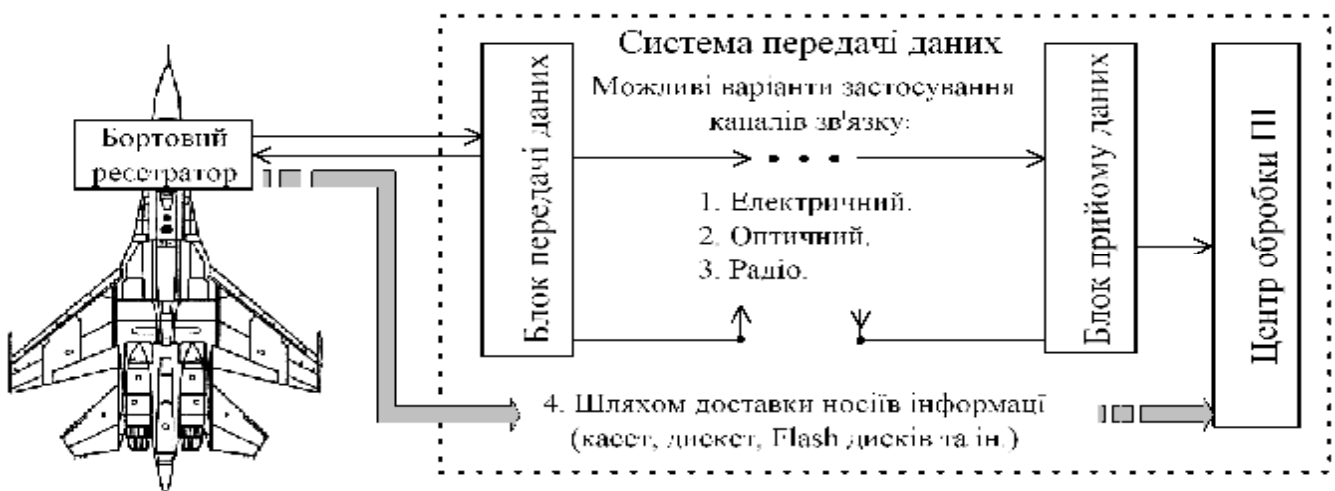 Система передачі даних
Можливі варіанти застосування
каналів зв'язку:
Бортовий
реєстратор
Блок передачі даних
1. Електричний.
2. Оптичний.
3. Радіо.
Блок прийому даних
Центр обробки ПІ
4. Шляхом доставки носіїв інформації
(касет, дискет, Flash дисків та ін.)